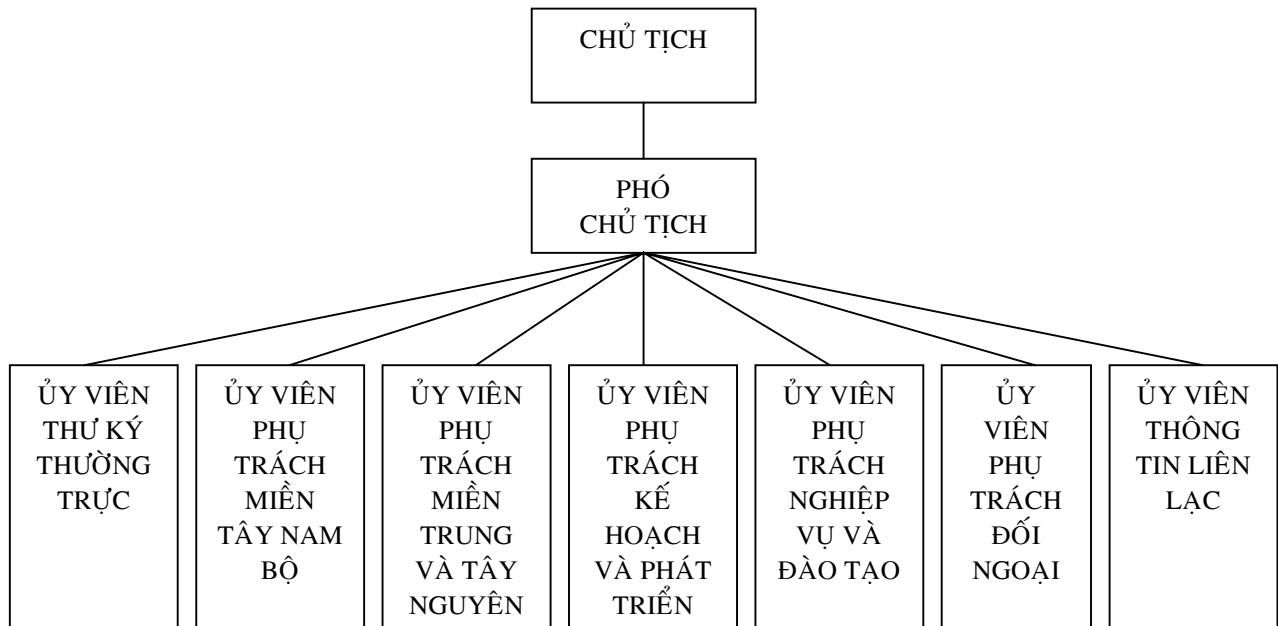 CHỦ TỊCH
PHÓ
CHỦ TỊCH
ỦY VIÊN
THƯ KÝ
THƯỜNG
TRỰC
ỦY VIÊN
PHỤ
TRÁCH
MIỀN
TÂY NAM
BỘ
ỦY VIÊN
PHỤ
TRÁCH
MIỀN
TRUNG
VÀ TÂY
NGUYÊN
ỦY VIÊN
PHỤ
TRÁCH
KẾ
HOẠCH
VÀ PHÁT
TRIỂN
ỦY VIÊN
PHỤ
TRÁCH
NGHIỆP
VỤ VÀ
ĐÀO TẠO
ỦY
VIÊN
PHỤ
TRÁCH
ĐỐI
NGOẠI
ỦY VIÊN
THÔNG
TIN LIÊN
LẠC